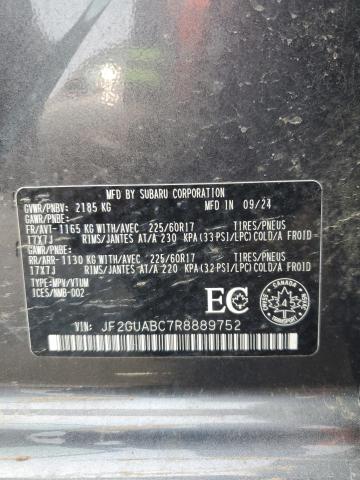 MFD BY SUBARU CORPORATION
GVWR/PNBV: 2185 KG MFD IN 09/24
GAWR/PNBE:
FR/AVT- 1165 KG WITH/AVEC 225/60R17 TIRES/PNEUS
17X7J RIMS/JANTES AT/A 230 KPA (33 PSI/LPC) COLD/A FROID
GAWR/PNBE:
RR/ARR- 1130 KG WITH/AVEC 225/60R17 TIRES/PNEUS
17X7J RIMS/JANTES AT/A 220 KPA (32 PSI/LPC) COLD/A FROID
TYPE:MPV/VTUM
ICES/NMB-002
EC
CANADA
TRANSPORT
VIN: JF2GUABC7R8889752